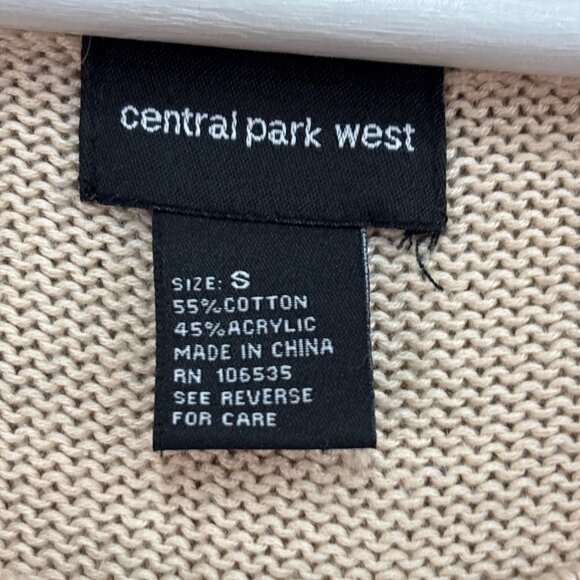 central park west
SIZE: S
55%COTTON
45%ACRYLIC
MADE IN CHINA
RN 106535
SEE REVERSE
FOR CARE